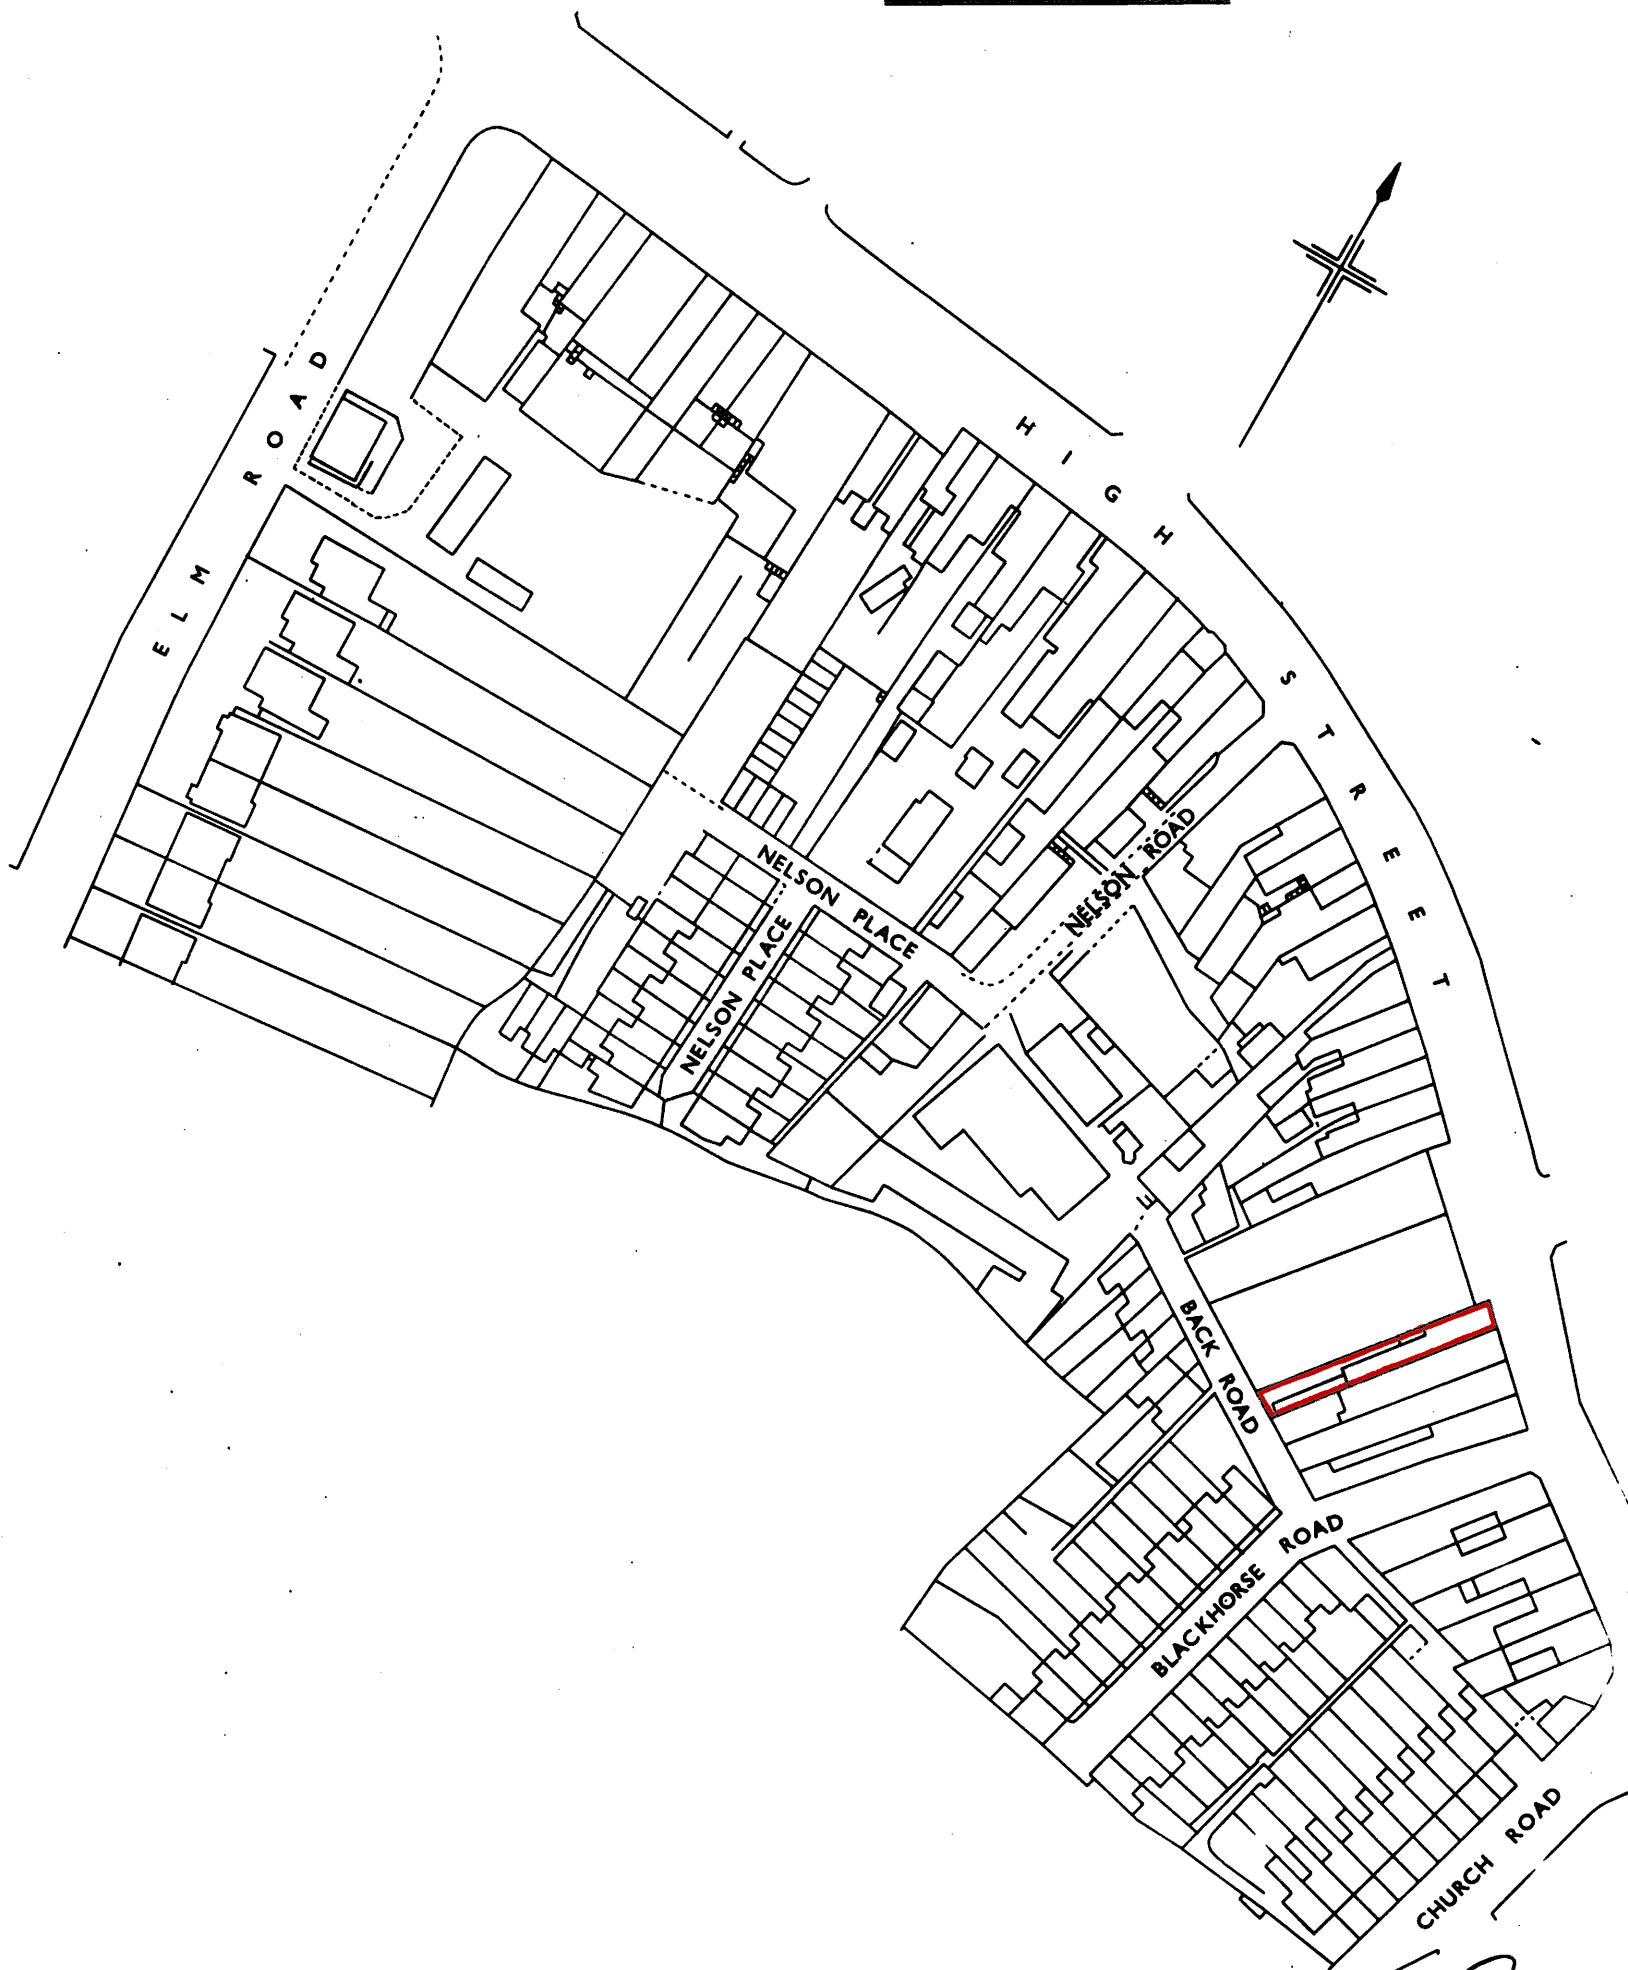 HIGH STREET
ELM ROAD
NELSON PLACE
NELSON PLACE
NELSON ROAD
BACK ROAD
BLACKHORSE ROAD
CHURCH ROAD